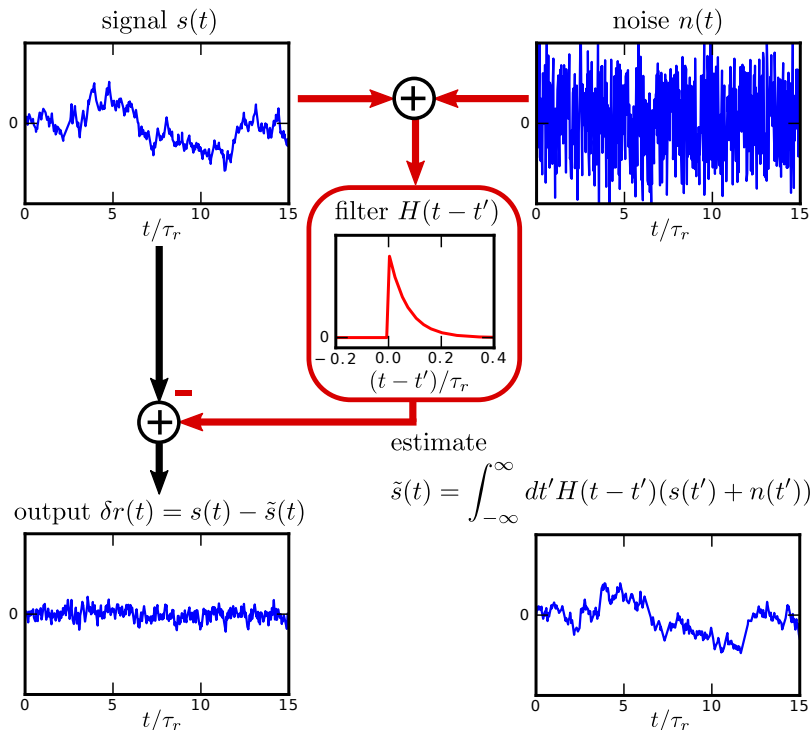 signal s(t)
noise n(t)
0
0 5 10 15
t/τ_r
0
0 5 10 15
t/τ_r
filter H(t − t′)
0
−0.2 0.0 0.2 0.4
(t − t′)/τ_r
+
+
−
estimate
s̃(t) = ∫_{−∞}^{∞} dt′H(t − t′)(s(t′) + n(t′))
output δr(t) = s(t) − s̃(t)
0
0 5 10 15
t/τ_r
0
0 5 10 15
t/τ_r